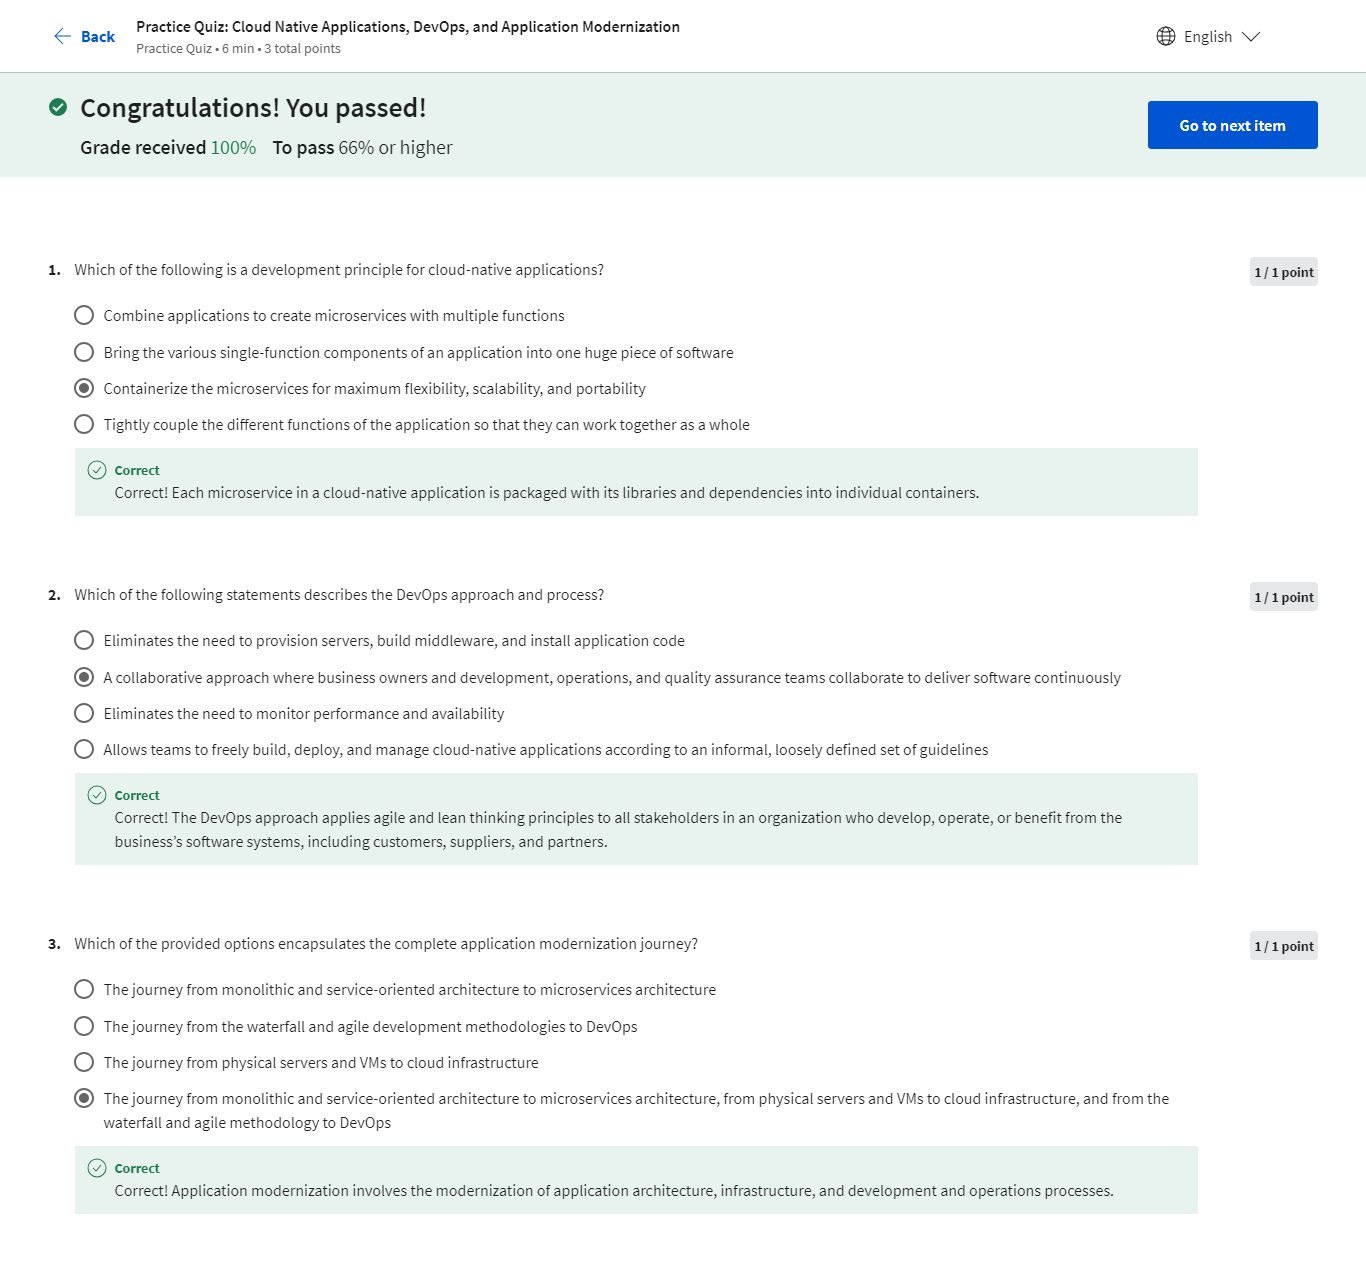 Back
Practice Quiz: Cloud Native Applications, DevOps, and Application Modernization
Practice Quiz • 6 min • 3 total points
English
Congratulations! You passed!
Grade received 100% To pass 66% or higher
Go to next item
1. Which of the following is a development principle for cloud-native applications?
1 / 1 point
Combine applications to create microservices with multiple functions
Bring the various single-function components of an application into one huge piece of software
Containerize the microservices for maximum flexibility, scalability, and portability
Tightly couple the different functions of the application so that they can work together as a whole
Correct
Correct! Each microservice in a cloud-native application is packaged with its libraries and dependencies into individual containers.
2. Which of the following statements describes the DevOps approach and process?
1 / 1 point
Eliminates the need to provision servers, build middleware, and install application code
A collaborative approach where business owners and development, operations, and quality assurance teams collaborate to deliver software continuously
Eliminates the need to monitor performance and availability
Allows teams to freely build, deploy, and manage cloud-native applications according to an informal, loosely defined set of guidelines
Correct
Correct! The DevOps approach applies agile and lean thinking principles to all stakeholders in an organization who develop, operate, or benefit from the
business’s software systems, including customers, suppliers, and partners.
3. Which of the provided options encapsulates the complete application modernization journey?
1 / 1 point
The journey from monolithic and service-oriented architecture to microservices architecture
The journey from the waterfall and agile development methodologies to DevOps
The journey from physical servers and VMs to cloud infrastructure
The journey from monolithic and service-oriented architecture to microservices architecture, from physical servers and VMs to cloud infrastructure, and from the
waterfall and agile methodology to DevOps
Correct
Correct! Application modernization involves the modernization of application architecture, infrastructure, and development and operations processes.